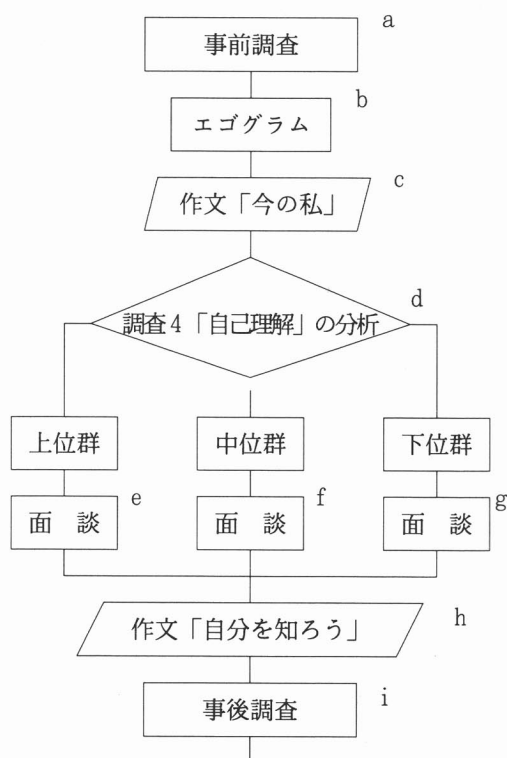 a
事前調査
b
エゴグラム
c
作文「今の私」
d
調査4「自己理解」の分析
上位群
中位群
下位群
面 談
e
面 談
f
面 談
g
作文「自分を知ろう」
h
事後調査
i